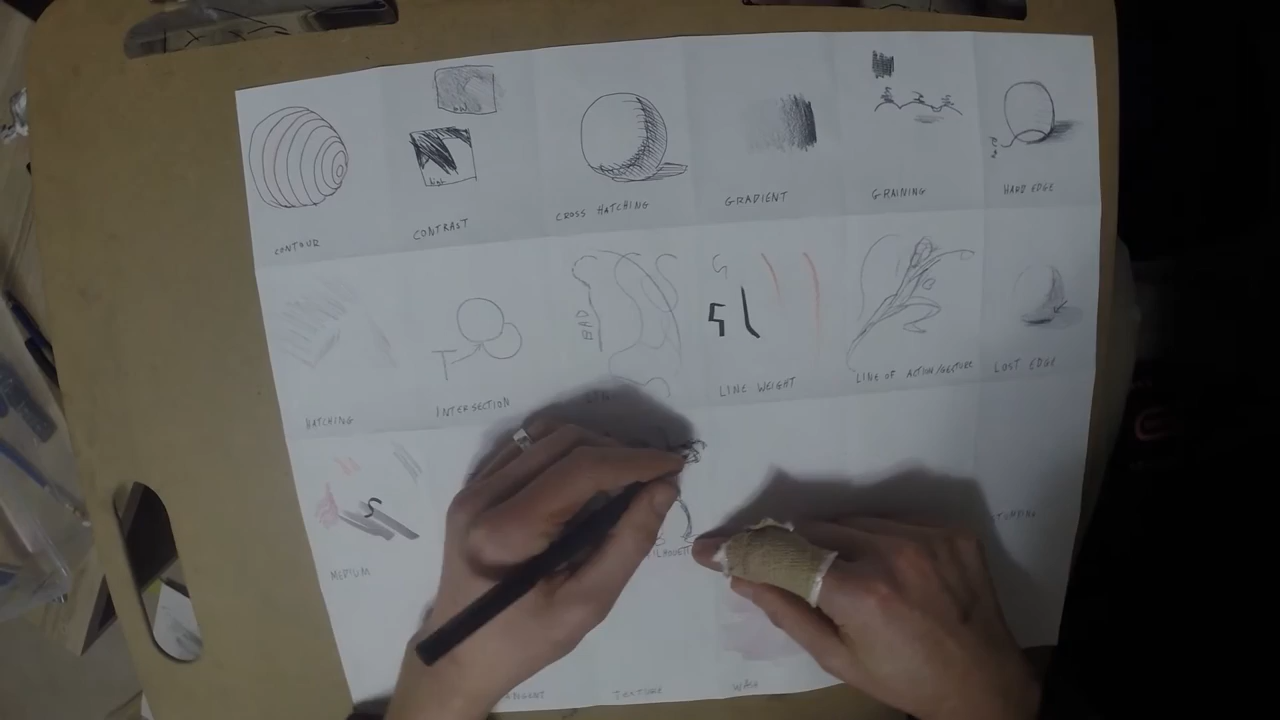 CONTOUR
CONTRAST
high
CROSS HATCHING
GRADIENT
GRAINING
HARD EDGE
HATCHING
INTERSECTION
T
BAD
LINE WEIGHT
LINE OF ACTION/GESTURE
LOST EDGE
MEDIUM
TEXTURE
WASH